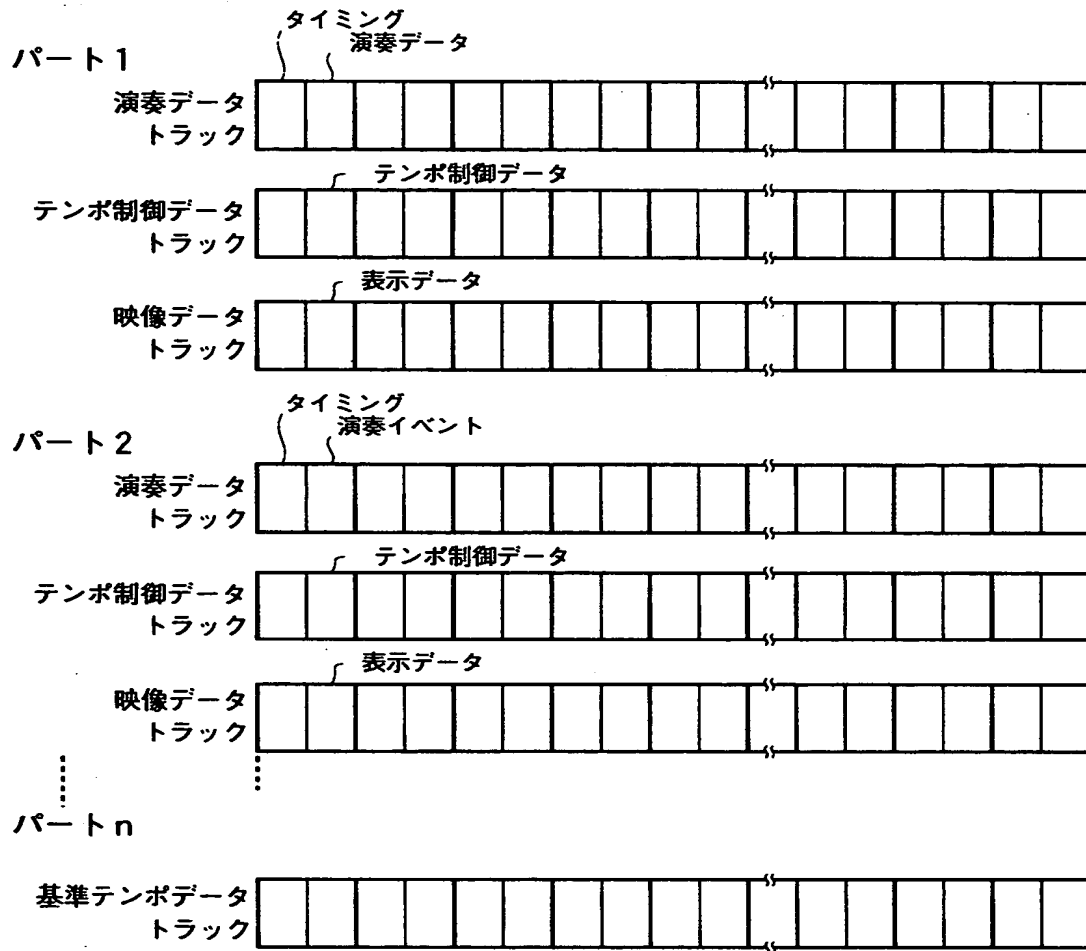 タイミング
演奏データ
パート1
演奏データ
トラック
テンポ制御データ
テンポ制御データ
トラック
表示データ
映像データ
トラック
タイミング
演奏イベント
パート2
演奏データ
トラック
テンポ制御データ
テンポ制御データ
トラック
表示データ
映像データ
トラック
パートn
基準テンポデータ
トラック